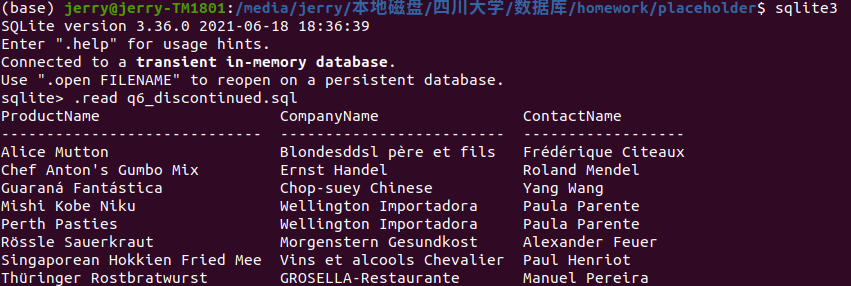 (base) jerry@jerry-TM1801:/media/jerry/本地磁盘/四川大学/数据库/homework/placeholder$ sqlite3
SQLite version 3.36.0 2021-06-18 18:36:39
Enter ".help" for usage hints.
Connected to a transient in-memory database.
Use ".open FILENAME" to reopen on a persistent database.
sqlite> .read q6_discontinued.sql
ProductName                   CompanyName               ContactName
----------------------------  ------------------------  -----------------
Alice Mutton                  Blondesddsl père et fils  Frédérique Citeaux
Chef Anton's Gumbo Mix        Ernst Handel              Roland Mendel
Guaraná Fantástica            Chop-suey Chinese         Yang Wang
Mishi Kobe Niku               Wellington Importadora    Paula Parente
Perth Pasties                 Wellington Importadora    Paula Parente
Rössle Sauerkraut             Morgenstern Gesundkost    Alexander Feuer
Singaporean Hokkien Fried Mee  Vins et alcools Chevalier  Paul Henriot
Thüringer Rostbratwurst       GROSELLA-Restaurante      Manuel Pereira